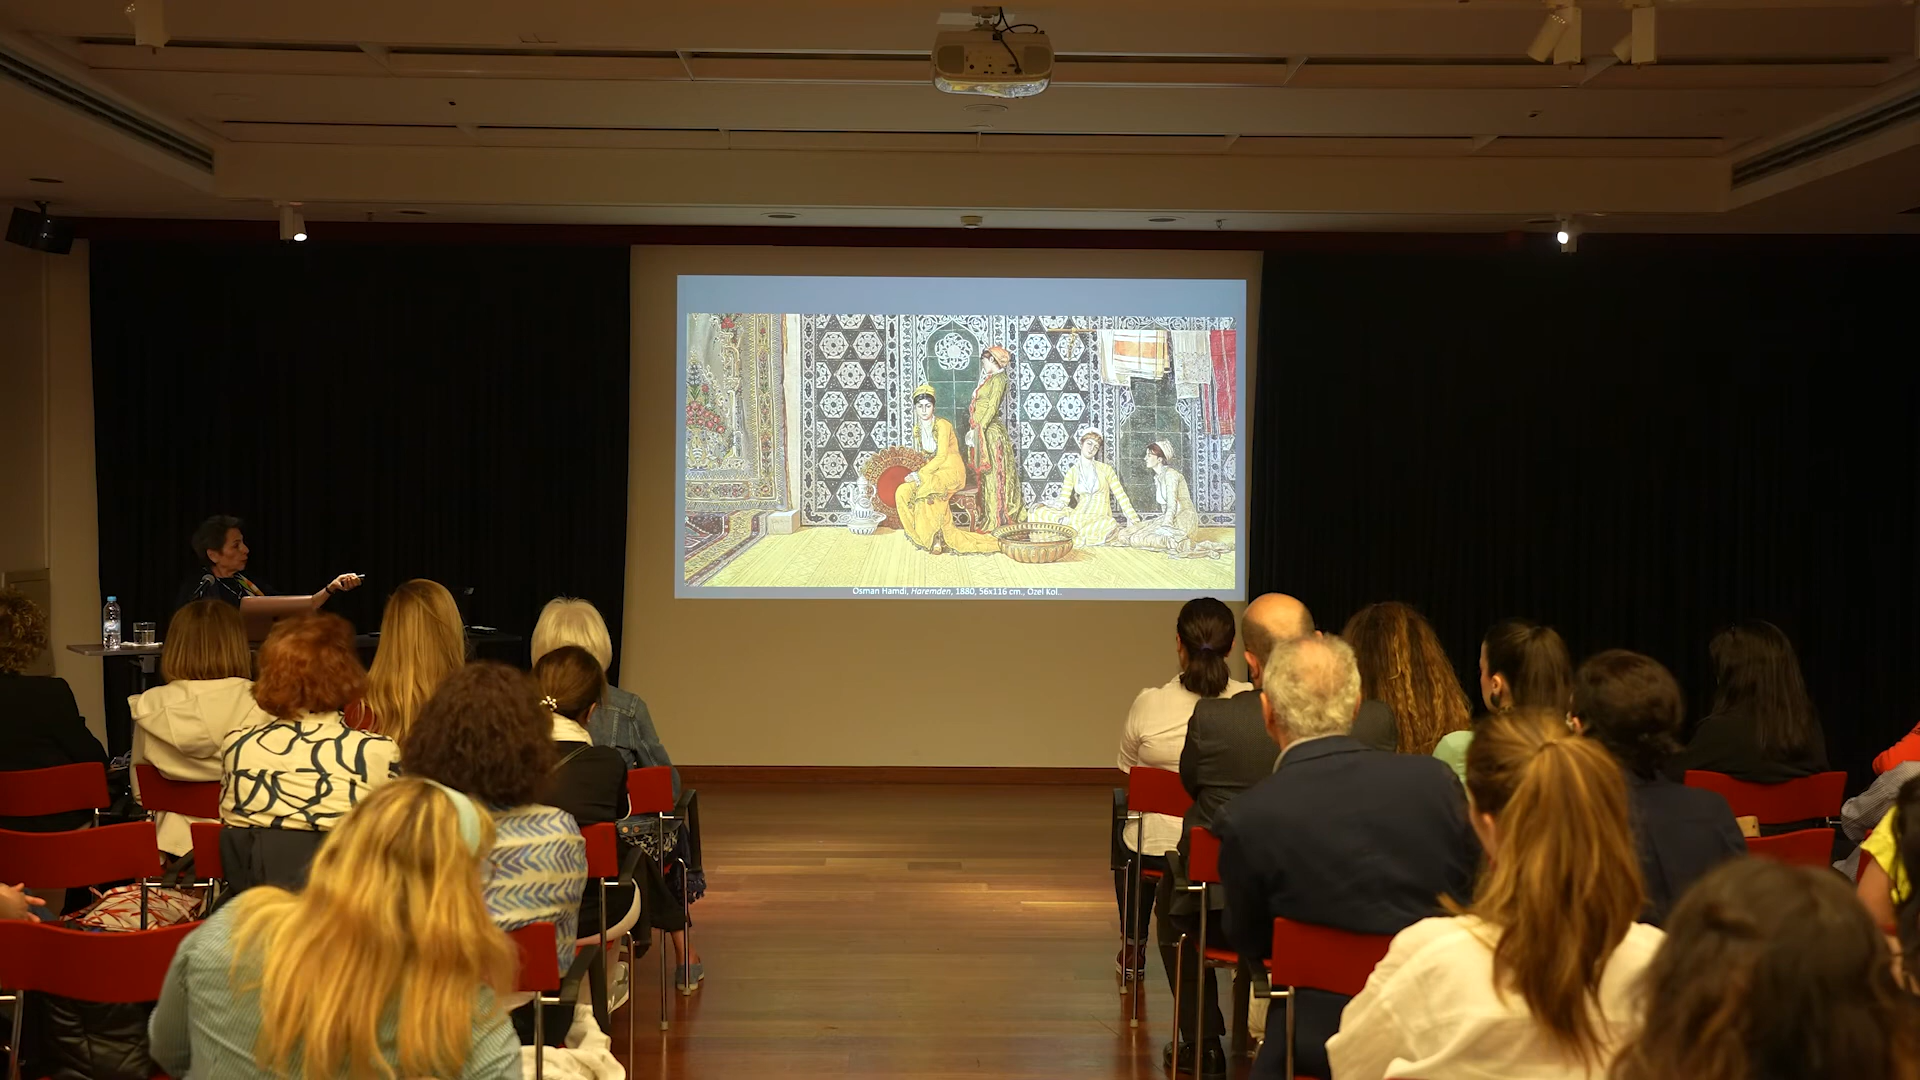 Osman Hamdi, Haremden, 1880, 56x116 cm., Özel Kol..